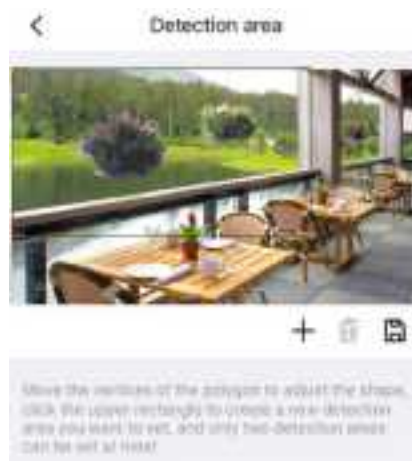 Detection area
Move the vertices of the polygon to adjust the shape,
click the upper rectangle to create a new detection
area you want to set, and only two detection areas
can be set at most